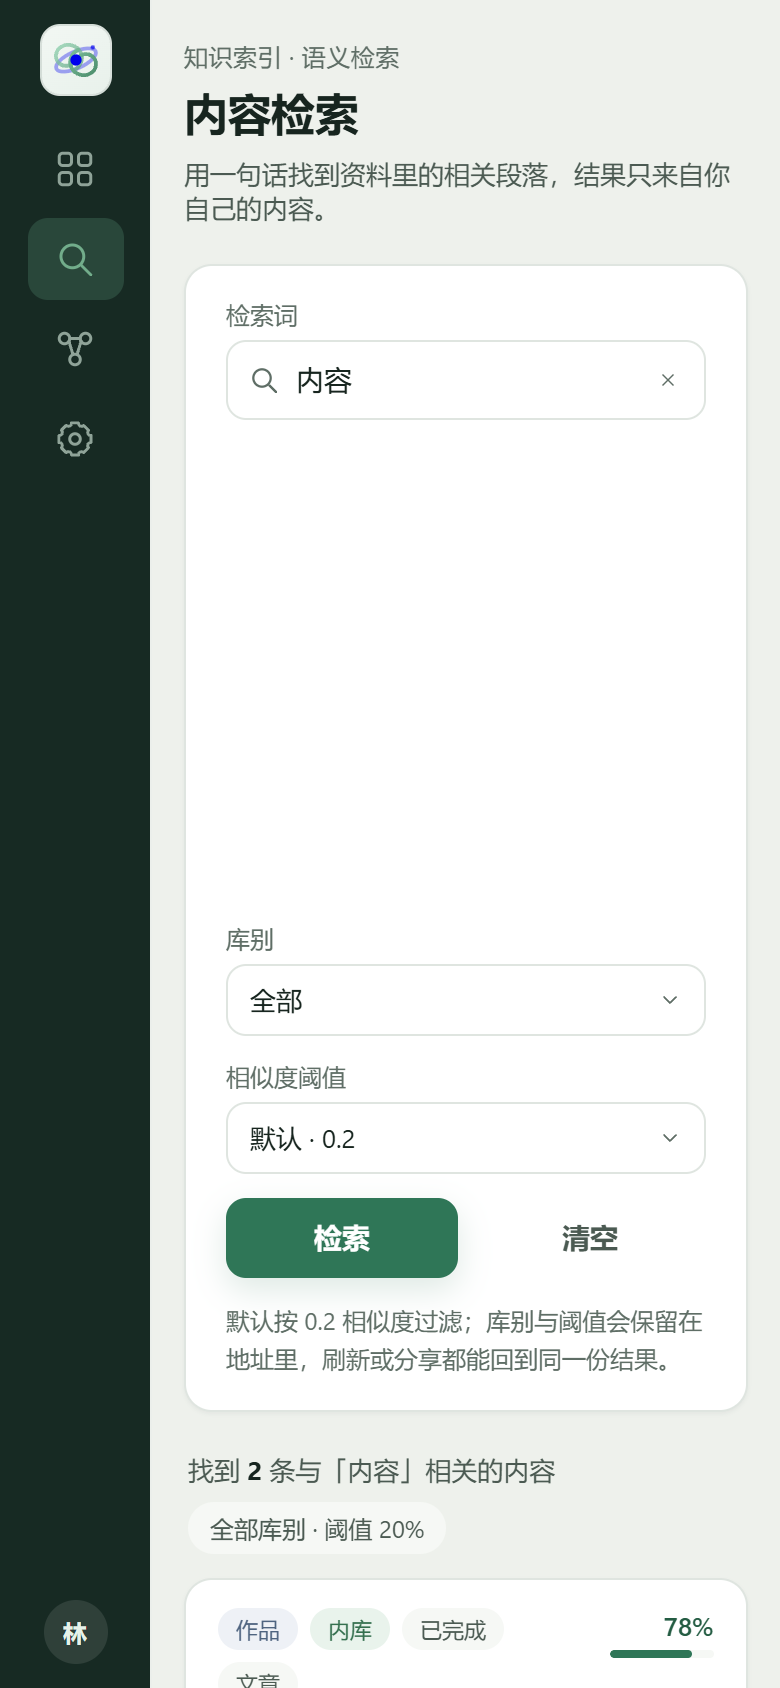 知识索引 · 语义检索
内容检索
用一句话找到资料里的相关段落，结果只来自你
自己的内容。
检索词
内容
库别
全部
相似度阈值
默认 · 0.2
检索
清空
默认按 0.2 相似度过滤；库别与阈值会保留在
地址里，刷新或分享都能回到同一份结果。
找到 2 条与「内容」相关的内容
全部库别 · 阈值 20%
作品 内库 已完成 78%
文章
林